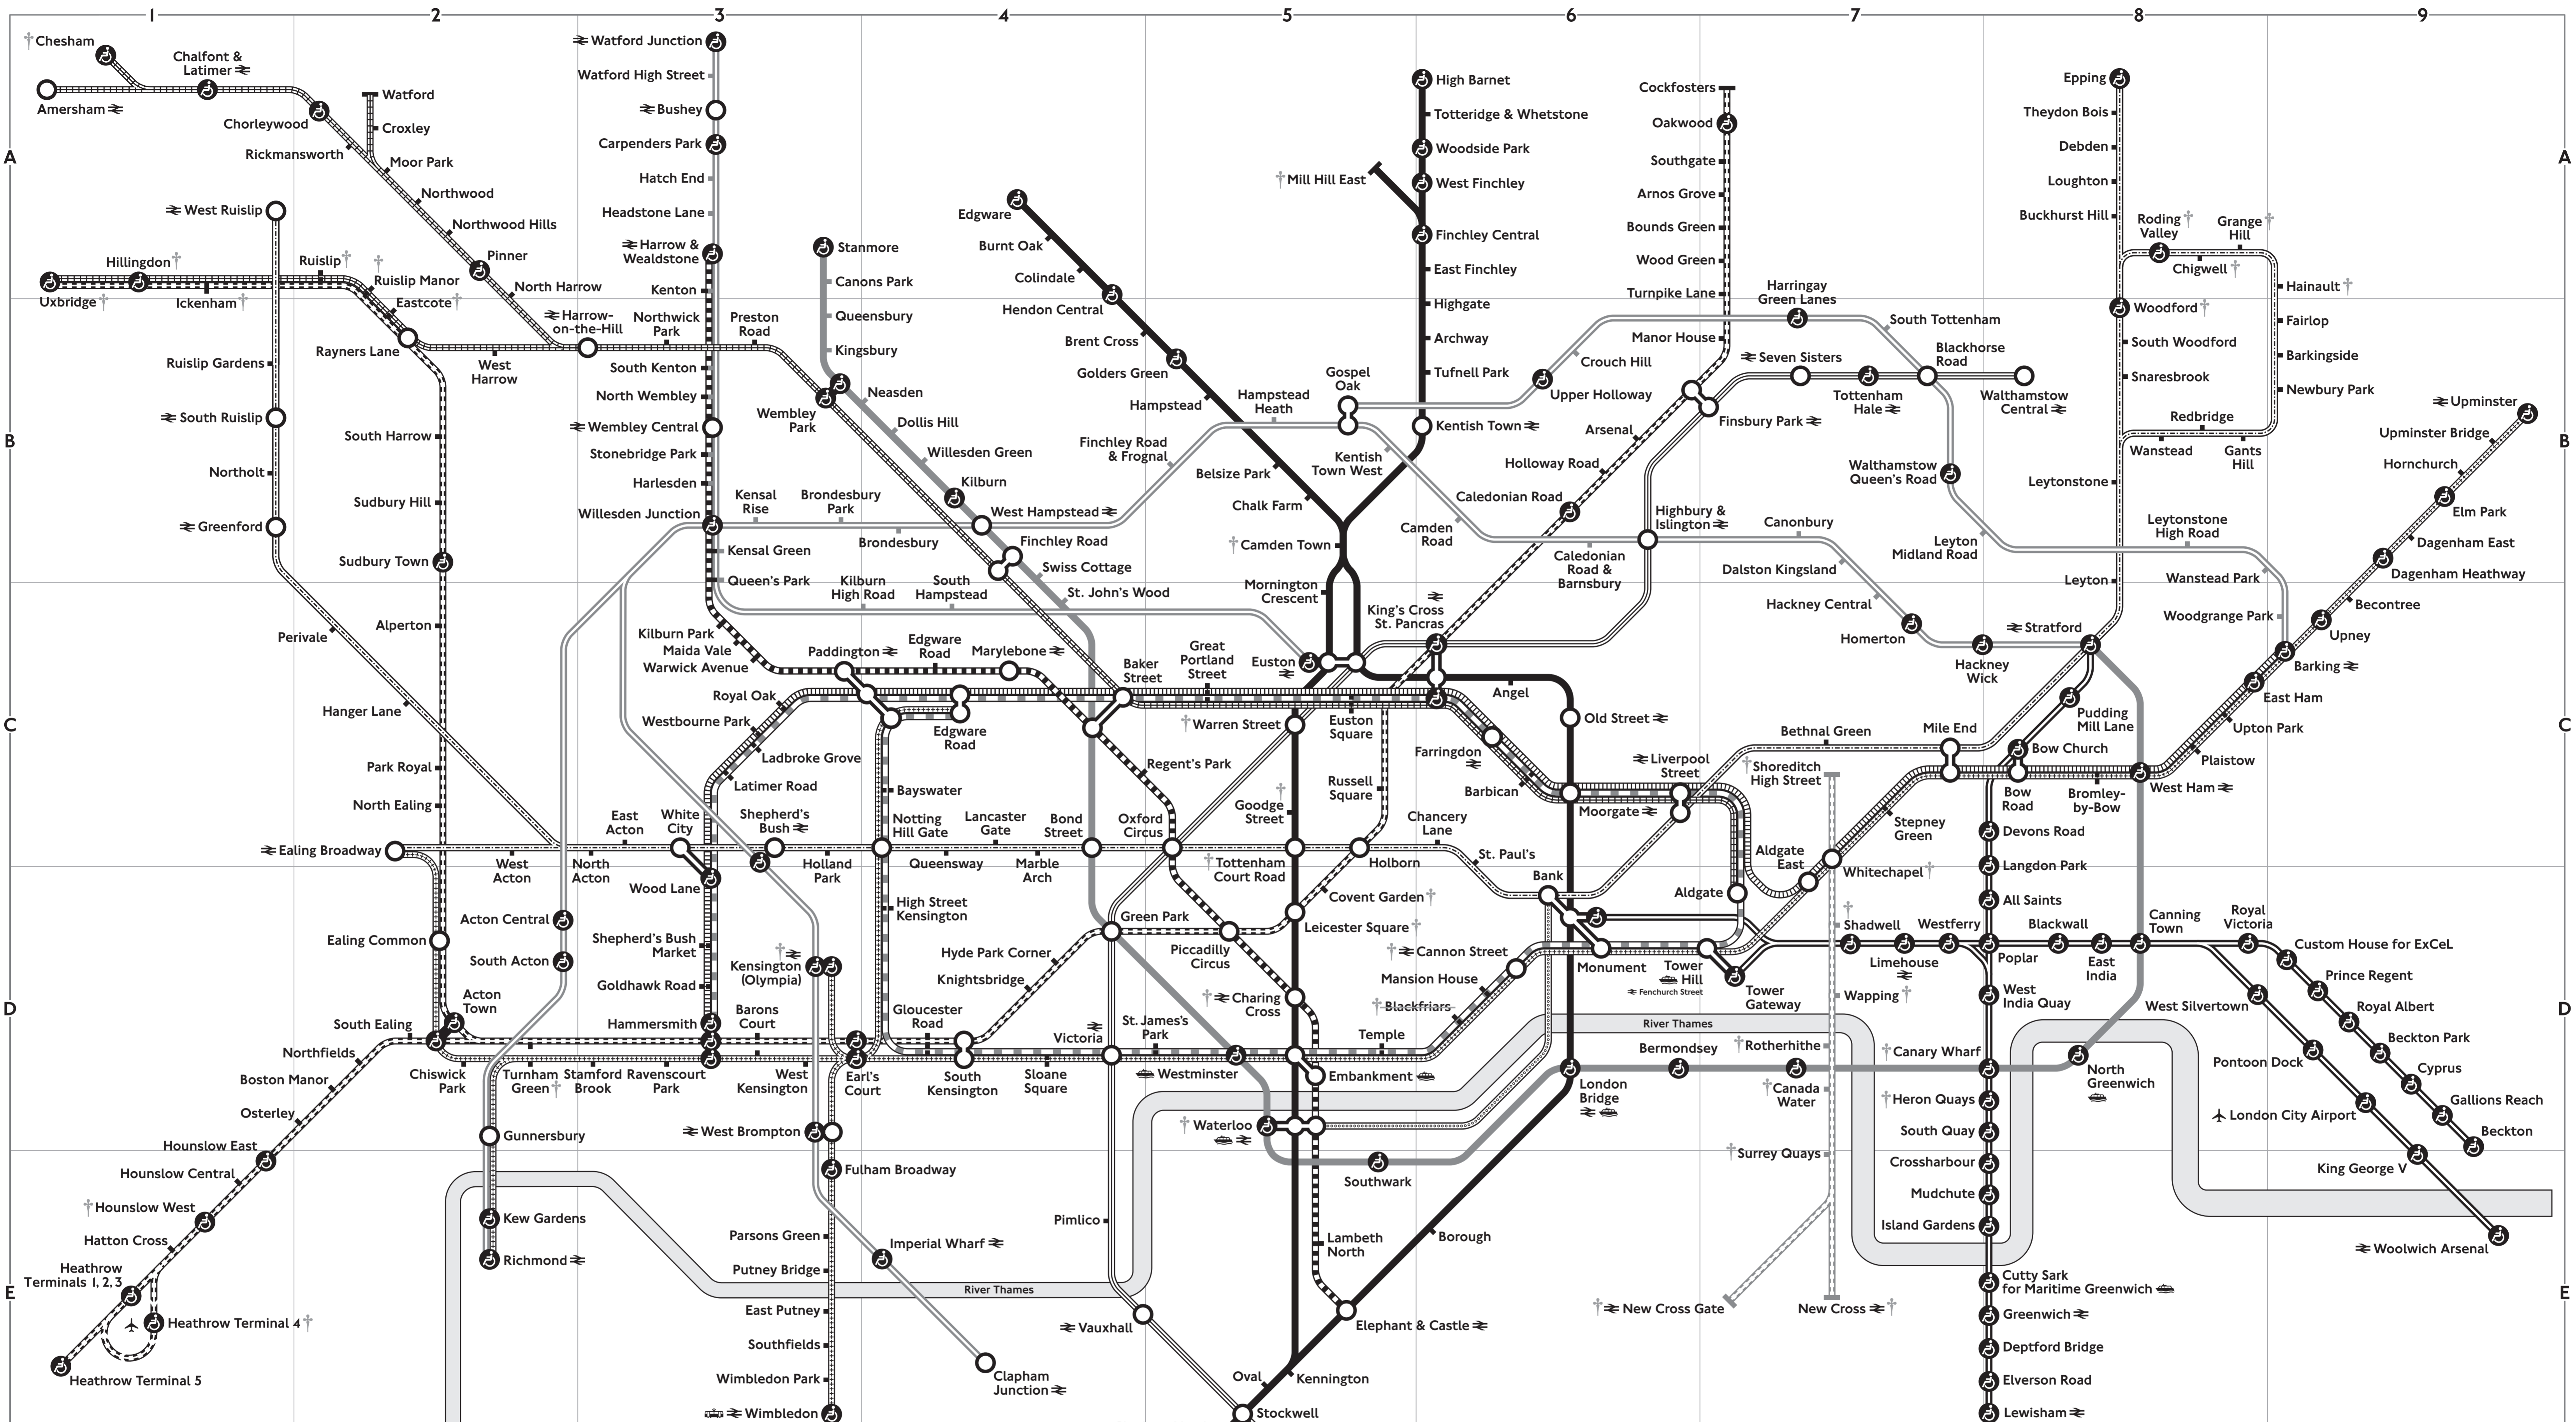 1 2 3 4 5 6 7 8 9
A
A
B
B
C
C
D
D
E
E
† Chesham
Chalfont &
Latimer
Amersham
Chorleywood
Rickmansworth
Watford
Croxley
Moor Park
Northwood
Northwood Hills
Pinner
North Harrow
Harrow-
on-the-Hill
Northwick
Park
Preston
Road
West Ruislip
Hillingdon †
Uxbridge †
Ickenham †
Ruislip †
†
Ruislip Manor
Eastcote †
Rayners Lane
West
Harrow
Ruislip Gardens
South Ruislip
Northolt
Greenford
Perivale
Hanger Lane
South Harrow
Sudbury Hill
Sudbury Town
Alperton
Park Royal
North Ealing
Watford Junction
Watford High Street
Bushey
Carpenders Park
Hatch End
Headstone Lane
Harrow &
Wealdstone
Kenton
South Kenton
North Wembley
Wembley Central
Stonebridge Park
Harlesden
Willesden Junction
Kensal Green
Queen's Park
Kilburn Park
Maida Vale
Warwick Avenue
Kensal
Rise
Brondesbury
Park
Brondesbury
Kilburn
High Road
South
Hampstead
Stanmore
Canons Park
Queensbury
Kingsbury
Wembley
Park
Neasden
Dollis Hill
Willesden Green
Kilburn
West Hampstead
Finchley Road
Swiss Cottage
St. John's Wood
Finchley Road
& Frognal
Hampstead
Heath
Gospel
Oak
Kentish
Town West
Camden
Road
Caledonian
Road &
Barnsbury
Edgware
Burnt Oak
Colindale
Hendon Central
Brent Cross
Golders Green
Hampstead
Belsize Park
Chalk Farm
† Camden Town
Mornington
Crescent
High Barnet
Totteridge & Whetstone
Woodside Park
West Finchley
† Mill Hill East
Finchley Central
East Finchley
Highgate
Archway
Tufnell Park
Kentish Town
Cockfosters
Oakwood
Southgate
Arnos Grove
Bounds Green
Wood Green
Turnpike Lane
Manor House
Finsbury Park
Arsenal
Holloway Road
Caledonian Road
Highbury &
Islington
Harringay
Green Lanes
Crouch Hill
Upper Holloway
South Tottenham
Seven Sisters
Tottenham
Hale
Blackhorse
Road
Walthamstow
Central
Walthamstow
Queen's Road
Leyton
Midland Road
Leytonstone
High Road
Wanstead Park
Woodgrange Park
Canonbury
Dalston Kingsland
Hackney Central
Homerton
Hackney
Wick
Stratford
Epping
Theydon Bois
Debden
Loughton
Buckhurst Hill
Roding †
Valley
Grange †
Hill
Chigwell †
Hainault †
Fairlop
Barkingside
Newbury Park
Woodford †
South Woodford
Snaresbrook
Redbridge
Wanstead
Gants
Hill
Leytonstone
Leyton
Upminster
Upminster Bridge
Hornchurch
Elm Park
Dagenham East
Dagenham Heathway
Becontree
Upney
Barking
East Ham
Upton Park
Plaistow
West Ham
Bromley-
by-Bow
Bow
Road
Bow Church
Pudding
Mill Lane
Mile End
Bethnal Green
Stepney
Green
† Shoreditch
High Street
Paddington
Edgware
Road
Marylebone
Baker
Street
Great
Portland
Street
Euston
King's Cross
St. Pancras
Angel
Old Street
Royal Oak
Westbourne Park
Ladbroke Grove
Latimer Road
Edgware
Road
† Warren Street
Euston
Square
Farringdon
Barbican
Moorgate
Liverpool
Street
Regent's Park
Russell
Square
†
Goodge
Street
Bayswater
Notting
Hill Gate
Lancaster
Gate
Bond
Street
Oxford
Circus
Chancery
Lane
Ealing Broadway
West
Acton
North
Acton
East
Acton
White
City
Shepherd's
Bush
Wood Lane
Holland
Park
Queensway
Marble
Arch
† Tottenham
Court Road
Holborn
St. Paul's
Bank
Aldgate
East
Aldgate
Whitechapel †
Acton Central
South Acton
Ealing Common
Shepherd's Bush
Market
Goldhawk Road
Hammersmith
†
Kensington
(Olympia)
High Street
Kensington
Hyde Park Corner
Knightsbridge
Green Park
Piccadilly
Circus
Covent Garden †
Leicester Square †
† Charing
Cross
† Cannon Street
Mansion House
† Blackfriars
Temple
Monument
Tower
Hill
Fenchurch Street
Tower
Gateway
†
Shadwell
Limehouse
Westferry
Poplar
Blackwall
East
India
Canning
Town
Royal
Victoria
Custom House for ExCeL
Prince Regent
Royal Albert
Beckton Park
Cyprus
Gallions Reach
Beckton
West Silvertown
Pontoon Dock
London City Airport
King George V
Woolwich Arsenal
Devons Road
Langdon Park
All Saints
West
India Quay
† Canary Wharf
† Heron Quays
South Quay
Crossharbour
Mudchute
Island Gardens
Cutty Sark
for Maritime Greenwich
Greenwich
Deptford Bridge
Elverson Road
Lewisham
North
Greenwich
Wapping †
† Rotherhithe
† Canada
Water
† Surrey Quays
† New Cross Gate
New Cross †
Bermondsey
London
Bridge
River Thames
River Thames
Acton
Town
South Ealing
Northfields
Boston Manor
Osterley
Hounslow East
Hounslow Central
† Hounslow West
Hatton Cross
Heathrow
Terminals 1, 2, 3
Heathrow Terminal 4 †
Heathrow Terminal 5
Chiswick
Park
Turnham
Green †
Stamford
Brook
Ravenscourt
Park
Barons
Court
West
Kensington
Earl's
Court
Gloucester
Road
South
Kensington
Sloane
Square
Victoria
St. James's
Park
Westminster
Embankment
† Waterloo
Southwark
Lambeth
North
Borough
Elephant & Castle
Kennington
Oval
Stockwell
Pimlico
Vauxhall
Gunnersbury
Kew Gardens
Richmond
West Brompton
Fulham Broadway
Parsons Green
Putney Bridge
East Putney
Southfields
Wimbledon Park
Wimbledon
Imperial Wharf
Clapham
Junction